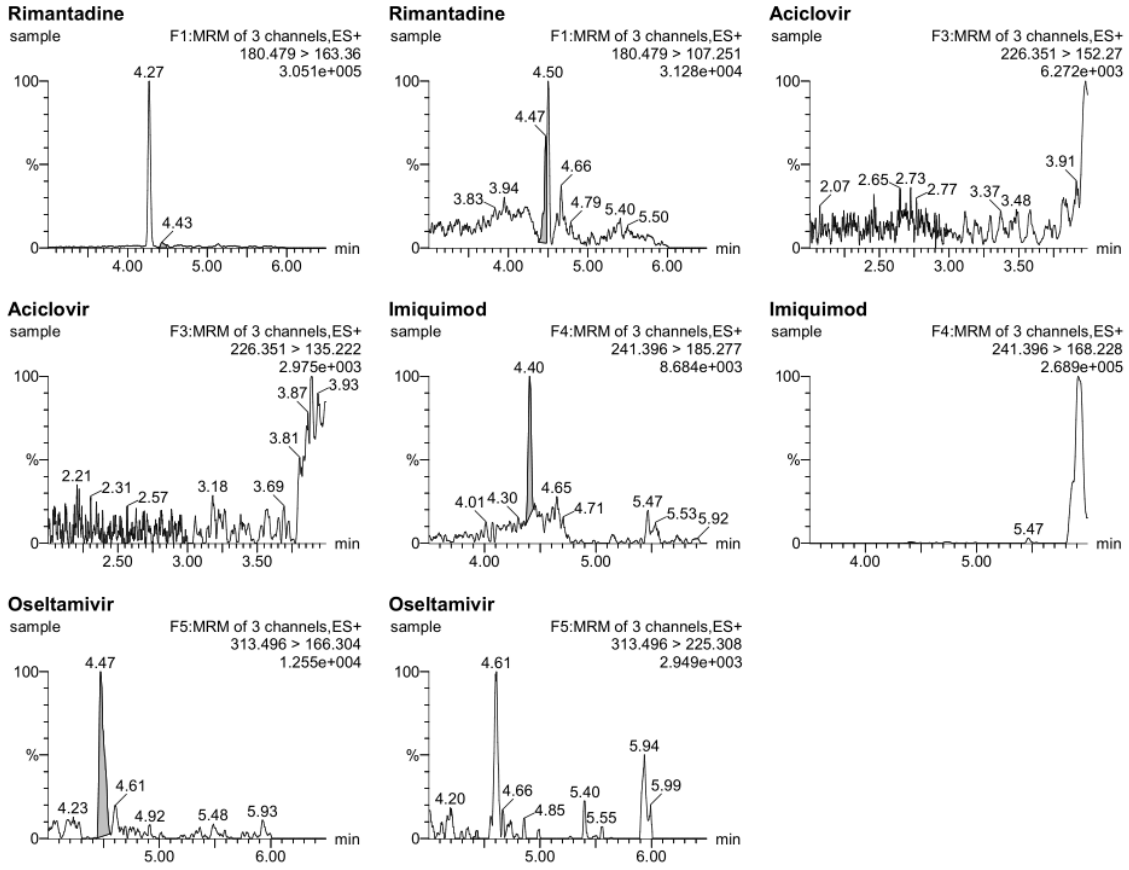 Rimantadine
sample
F1:MRM of 3 channels,ES+
180.479 > 163.36
3.051e+005
4.27
100
%
4.43
0
min
4.00 5.00 6.00
Rimantadine
sample
F1:MRM of 3 channels,ES+
180.479 > 107.251
3.128e+004
4.50
100
4.47
%
4.66
3.83 3.94
4.79 5.40 5.50
0
min
4.00 5.00 6.00
Aciclovir
sample
F3:MRM of 3 channels,ES+
226.351 > 152.27
6.272e+003
100
%
3.91
2.07 2.65 2.73 2.77 3.37 3.48
0
min
2.50 3.00 3.50
Aciclovir
sample
F3:MRM of 3 channels,ES+
226.351 > 135.222
2.975e+003
100
3.87 3.93
3.81
%
2.21 2.31 2.57 3.18 3.69
0
min
2.50 3.00 3.50
Imiquimod
sample
F4:MRM of 3 channels,ES+
241.396 > 185.277
8.684e+003
4.40
100
%
4.01 4.30 4.65 4.71 5.47 5.53 5.92
0
min
4.00 5.00
Imiquimod
sample
F4:MRM of 3 channels,ES+
241.396 > 168.228
2.689e+005
100
%
5.47
0
min
4.00 5.00
Oseltamivir
sample
F5:MRM of 3 channels,ES+
313.496 > 166.304
1.255e+004
4.47
100
%
4.23 4.61 4.92 5.48 5.93
0
min
5.00 6.00
Oseltamivir
sample
F5:MRM of 3 channels,ES+
313.496 > 225.308
2.949e+003
4.61
100
%
5.94
4.20 4.66 4.85 5.40 5.55 5.99
0
min
5.00 6.00